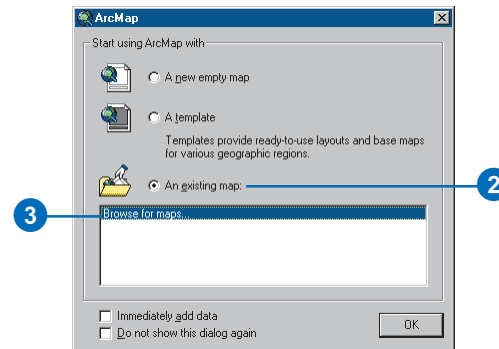 ArcMap
Start using ArcMap with
A new empty map
A template
Templates provide ready-to-use layouts and base maps
for various geographic regions.
An existing map:
2
3
Browse for maps...
Immediately add data
Do not show this dialog again
OK